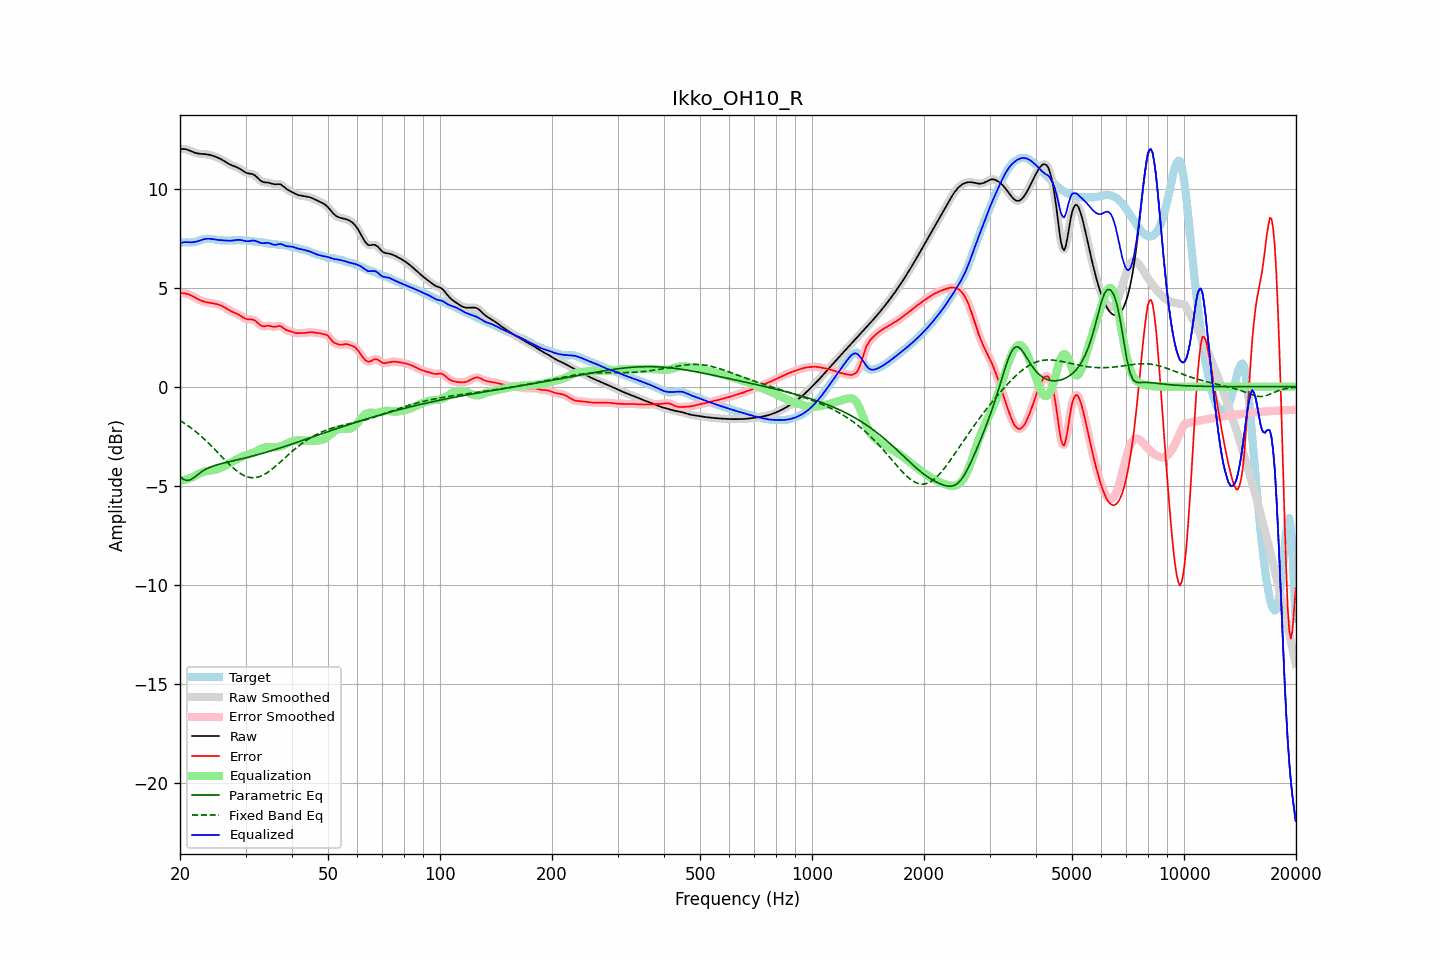 Ikko_OH10_R
Amplitude (dBr)
10
5
0
−5
−10
−15
−20
Target
Raw Smoothed
Error Smoothed
Raw
Error
Equalization
Parametric Eq
Fixed Band Eq
Equalized
20 50 100 200 500 1000 2000 5000 10000 20000
Frequency (Hz)